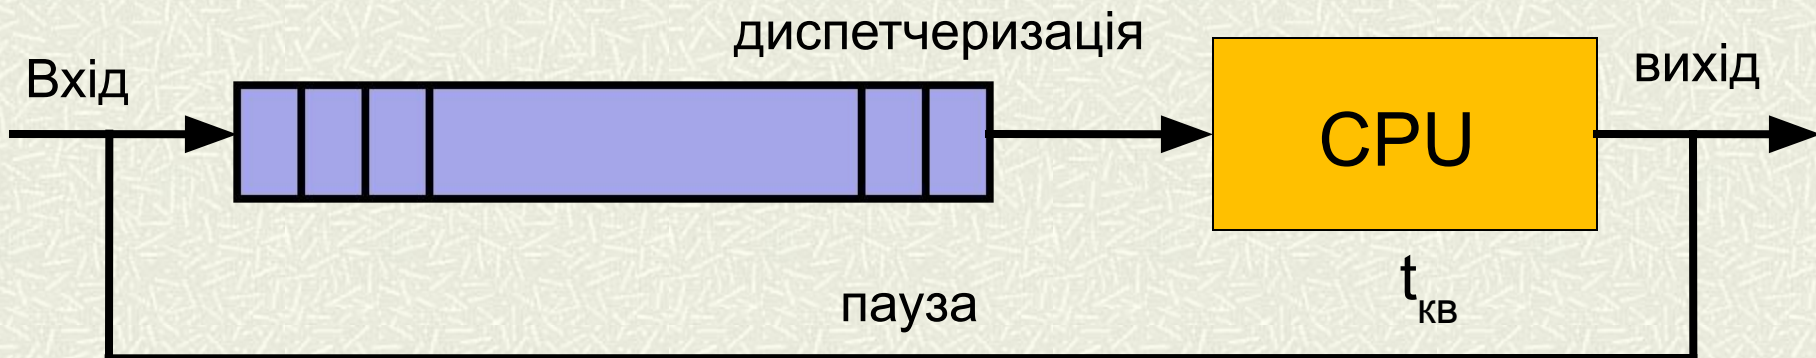 диспетчеризація
Вхід
вихід
CPU
пауза
tкв